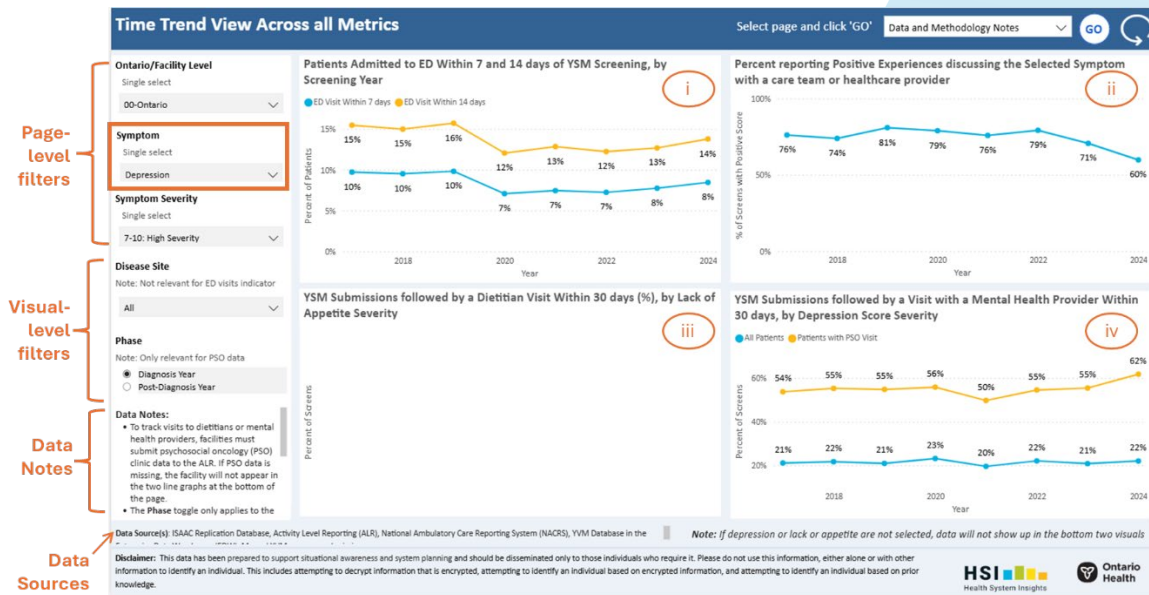 Time Trend View Across all Metrics
Select page and click 'GO'
Data and Methodology Notes
GO
Page-
level
filters
Visual-
level
filters
Data
Notes
Data
Sources
Ontario/Facility Level
Single select
00-Ontario
Symptom
Single select
Depression
Symptom Severity
Single select
7-10: High Severity
Disease Site
Note: Not relevant for ED visits indicator
All
Phase
Note: Only relevant for PSO data
Diagnosis Year
Post-Diagnosis Year
Data Notes:
• To track visits to dietitians or mental
health providers, facilities must
submit psychosocial oncology (PSO)
clinic data to the ALR. If PSO data is
missing, the facility will not appear in
the two line graphs at the bottom of
the page.
• The Phase toggle only applies to the
Patients Admitted to ED Within 7 and 14 days of YSM Screening, by
Screening Year
i
ED Visit Within 7 days ED Visit Within 14 days
Percent of Patients
15%
10%
5%
0%
15% 15% 16% 12% 13% 12% 13% 14%
10% 10% 10% 7% 7% 7% 8% 8%
2018 2020 2022 2024
Year
Percent reporting Positive Experiences discussing the Selected Symptom
with a care team or healthcare provider
ii
% of Screens with Positive Score
100%
50%
0%
76% 74% 81% 79% 76% 79% 71% 60%
2018 2020 2022 2024
Year
YSM Submissions followed by a Dietitian Visit Within 30 days (%), by Lack of
Appetite Severity
iii
Percent of Screens
YSM Submissions followed by a Visit with a Mental Health Provider Within
30 days, by Depression Score Severity
iv
All Patients Patients with PSO Visit
Percent of Screens
60%
40%
20%
54% 55% 55% 56% 50% 55% 55% 62%
21% 22% 21% 23% 20% 22% 21% 22%
2018 2020 2022 2024
Year
Data Source(s): ISAAC Replication Database, Activity Level Reporting (ALR), National Ambulatory Care Reporting System (NACRS), YVM Database in the
Note: If depression or lack or appetite are not selected, data will not show up in the bottom two visuals
Disclaimer: This data has been prepared to support situational awareness and system planning and should be disseminated only to those individuals who require it. Please do not use this information, either alone or with other
information to identify an individual. This includes attempting to decrypt information that is encrypted, attempting to identify an individual based on encrypted information, and attempting to identify an individual based on prior
knowledge.
HSI
Health System Insights
Ontario
Health